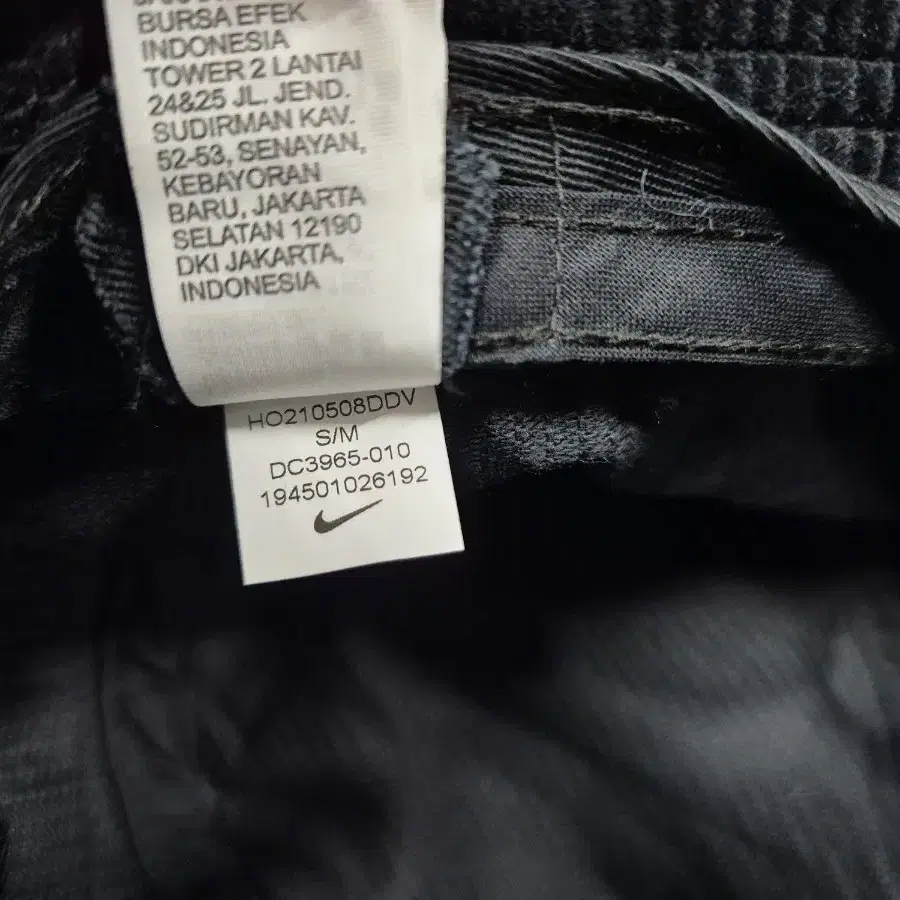 BURSA EFEK
INDONESIA
TOWER 2 LANTAI
24&25 JL. JEND.
SUDIRMAN KAV.
52-53, SENAYAN,
KEBAYORAN
BARU, JAKARTA
SELATAN 12190
DKI JAKARTA,
INDONESIA
HO210508DDV
S/M
DC3965-010
194501026192